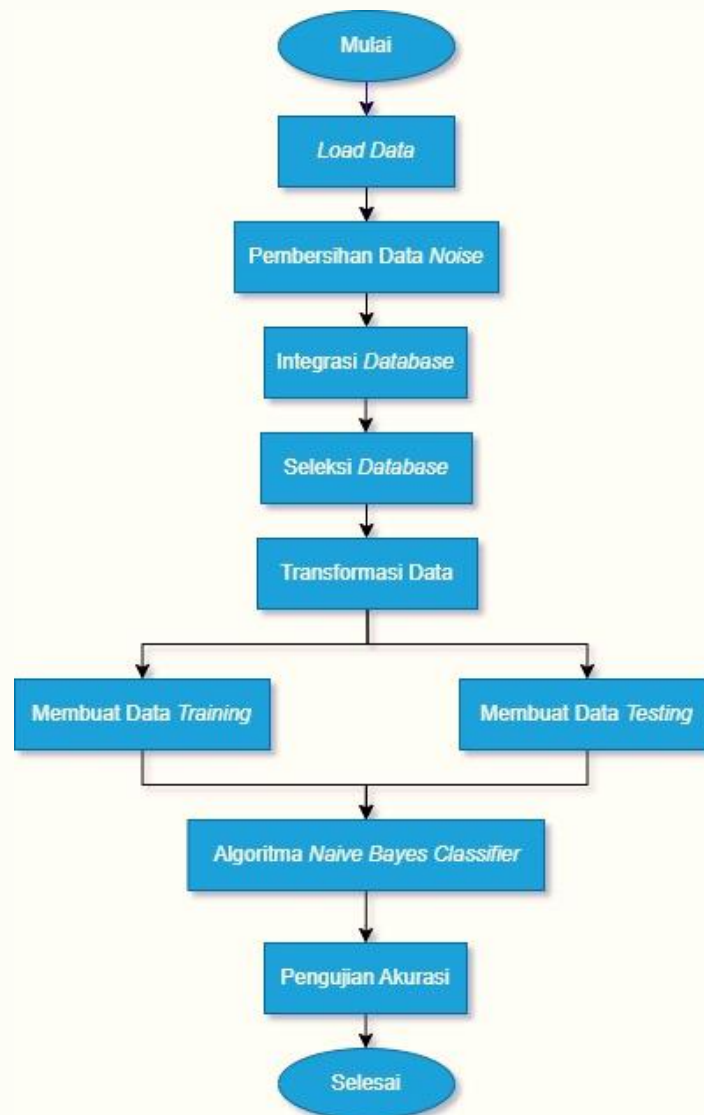 Mulai
Load Data
Pembersihan Data Noise
Integrasi Database
Seleksi Database
Transformasi Data
Membuat Data Training
Membuat Data Testing
Algoritma Naive Bayes Classifier
Pengujian Akurasi
Selesai